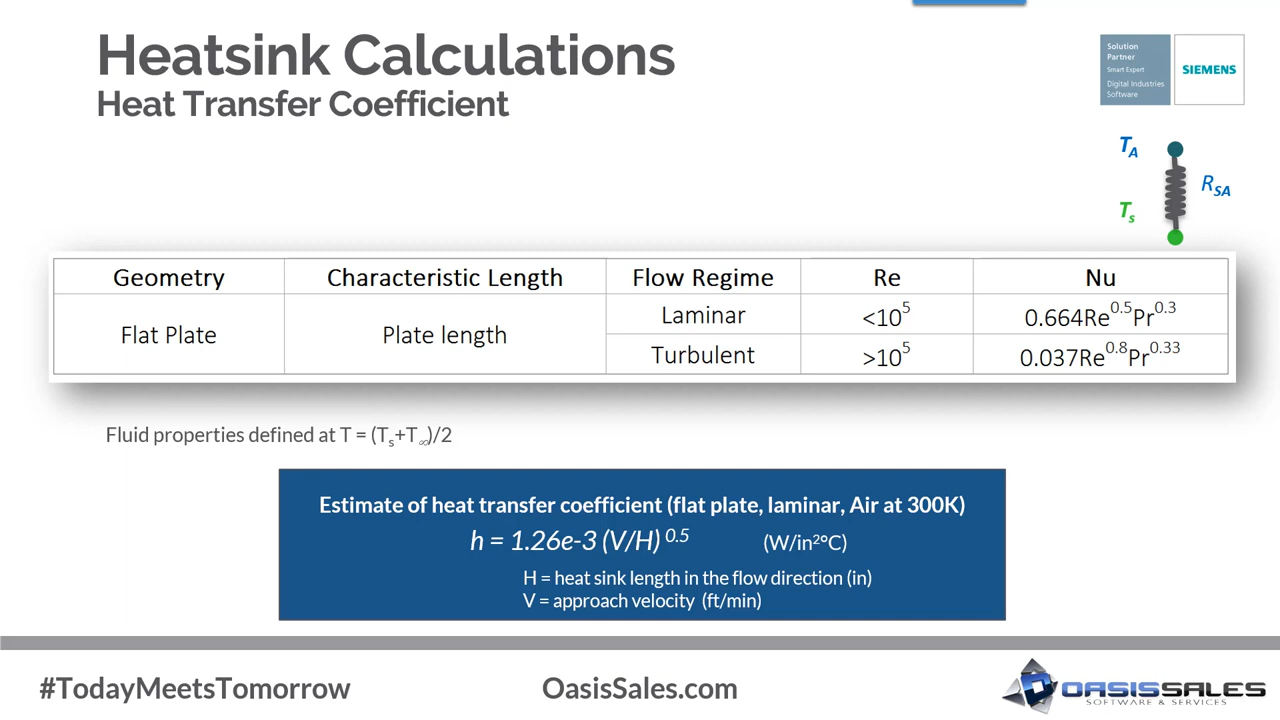 Heatsink Calculations
Heat Transfer Coefficient
Solution
Partner
Smart Expert
Digital Industries
Software
SIEMENS
T_A
R_SA
T_s
Geometry Characteristic Length Flow Regime Re Nu
Flat Plate Plate length Laminar <10^5 0.664Re^0.5Pr^0.3
Turbulent >10^5 0.037Re^0.8Pr^0.33
Fluid properties defined at T = (T_s+T_∞)/2
Estimate of heat transfer coefficient (flat plate, laminar, Air at 300K)
h = 1.26e-3 (V/H)^0.5 (W/in²°C)
H = heat sink length in the flow direction (in)
V = approach velocity (ft/min)
#TodayMeetsTomorrow
OasisSales.com
OASISSALES
SOFTWARE & SERVICES